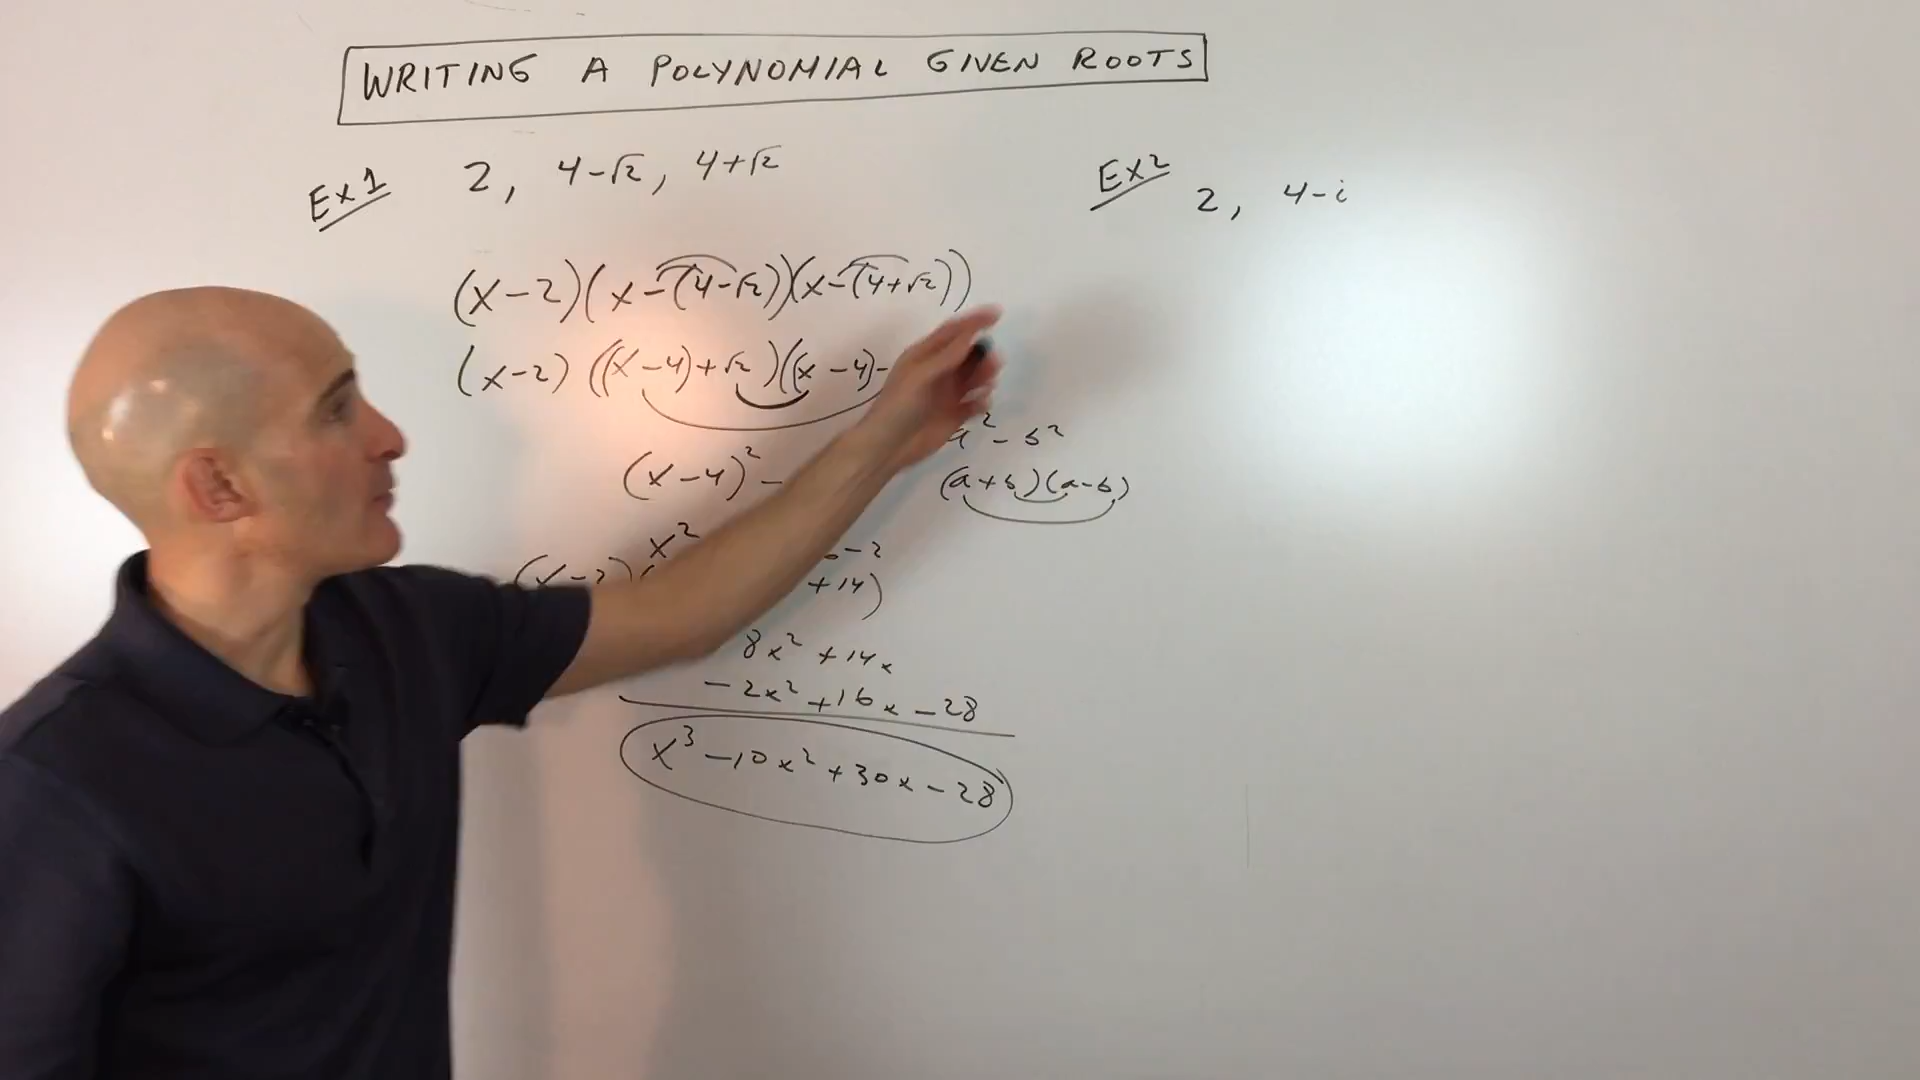 WRITING A POLYNOMIAL GIVEN ROOTS
Ex 1 2, 4-√2, 4+√2
(x-2)(x-(4-√2))(x-(4+√2))
(x-2)((x-4)+√2)((x-4)-
(x-4)²-
x² -2
(x-2)( +14)
8x² +14x
-2x² +16x -28
x³ -10x² +30x -28
a² - b²
(a+b)(a-b)
Ex 2 2, 4-i